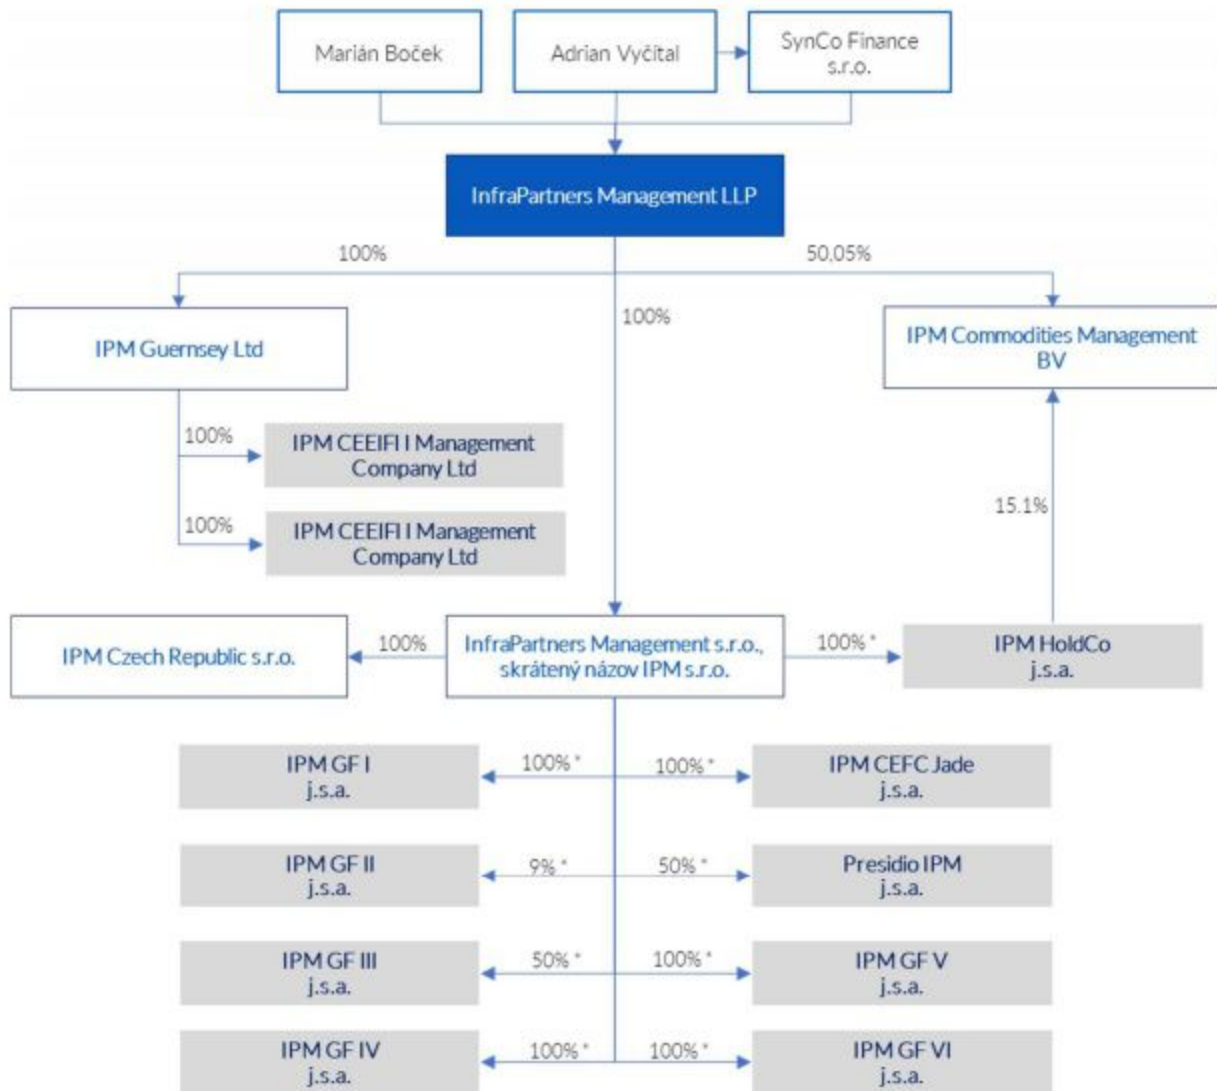 Marián Boček
Adrian Vyčítal
SynCo Finance
s.r.o.
InfraPartners Management LLP
100%
50,05%
100%
IPM Guernsey Ltd
IPM Commodities Management
BV
100%
IPM CEEIFI I Management
Company Ltd
100%
IPM CEEIFI I Management
Company Ltd
15.1%
IPM Czech Republic s.r.o.
100%
InfraPartners Management s.r.o.,
skrátený názov IPM s.r.o.
100% *
IPM HoldCo
j.s.a.
IPM GF I
j.s.a.
100% *
100% *
IPM CEFC Jade
j.s.a.
IPM GF II
j.s.a.
9% *
50% *
Presidio IPM
j.s.a.
IPM GF III
j.s.a.
50% *
100% *
IPM GF V
j.s.a.
IPM GF IV
j.s.a.
100% *
100% *
IPM GF VI
j.s.a.